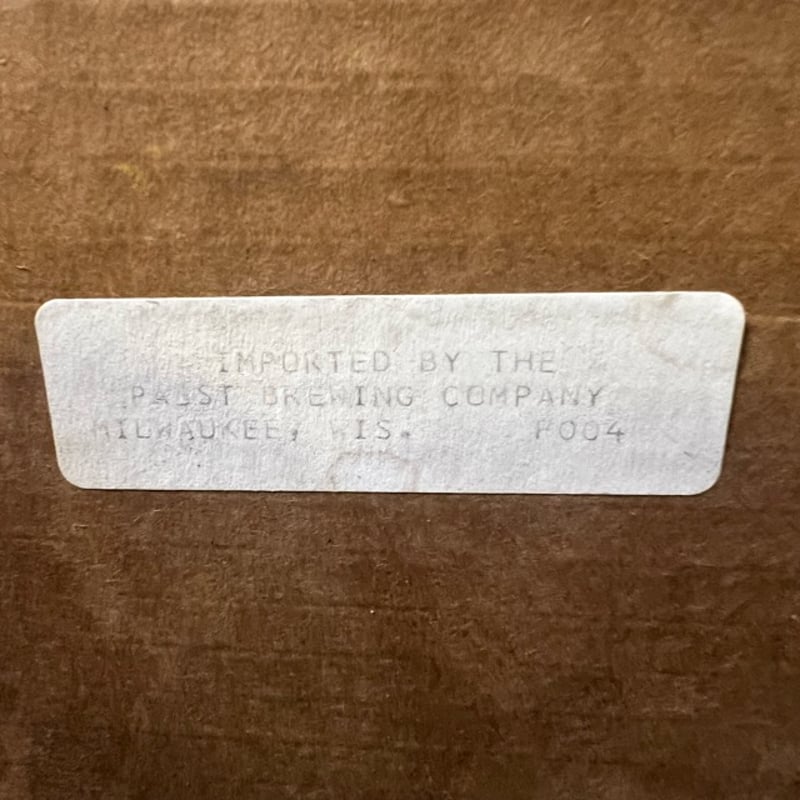 IMPORTED BY THE
PABST BREWING COMPANY
MILWAUKEE, WIS. P004